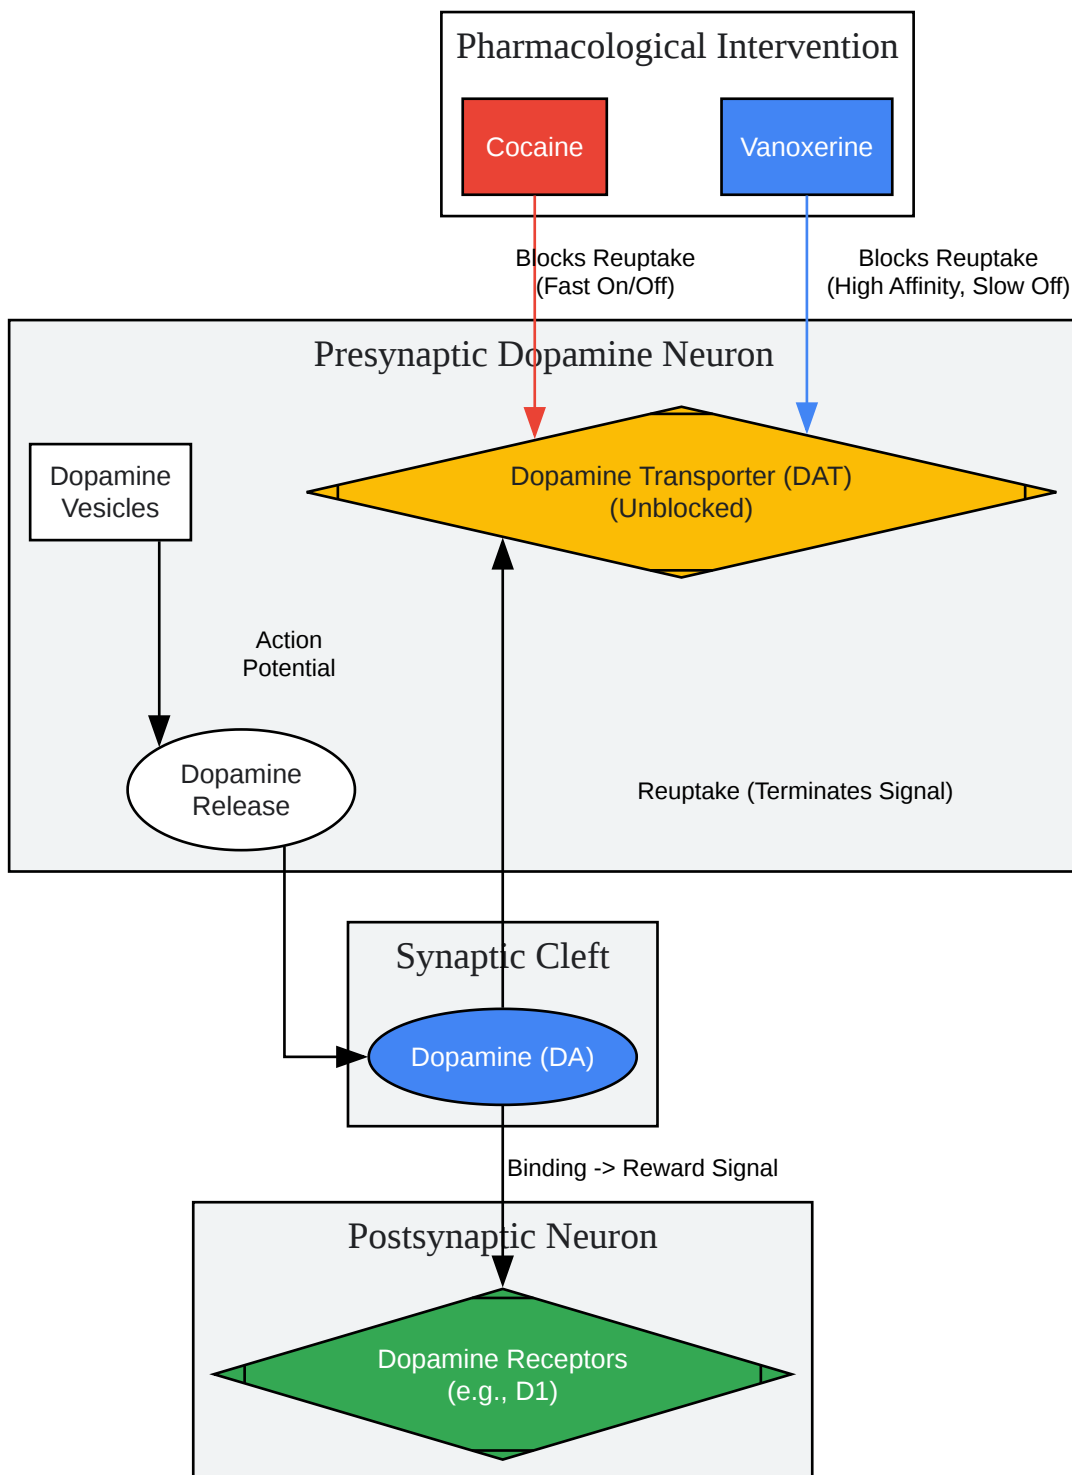 Pharmacological Intervention
Cocaine
Vanoxerine
Blocks Reuptake
(Fast On/Off)
Blocks Reuptake
(High Affinity, Slow Off)
Presynaptic Dopamine Neuron
Dopamine
Vesicles
Dopamine Transporter (DAT)
(Unblocked)
Action
Potential
Dopamine
Release
Reuptake (Terminates Signal)
Synaptic Cleft
Dopamine (DA)
Binding -> Reward Signal
Postsynaptic Neuron
Dopamine Receptors
(e.g., D1)